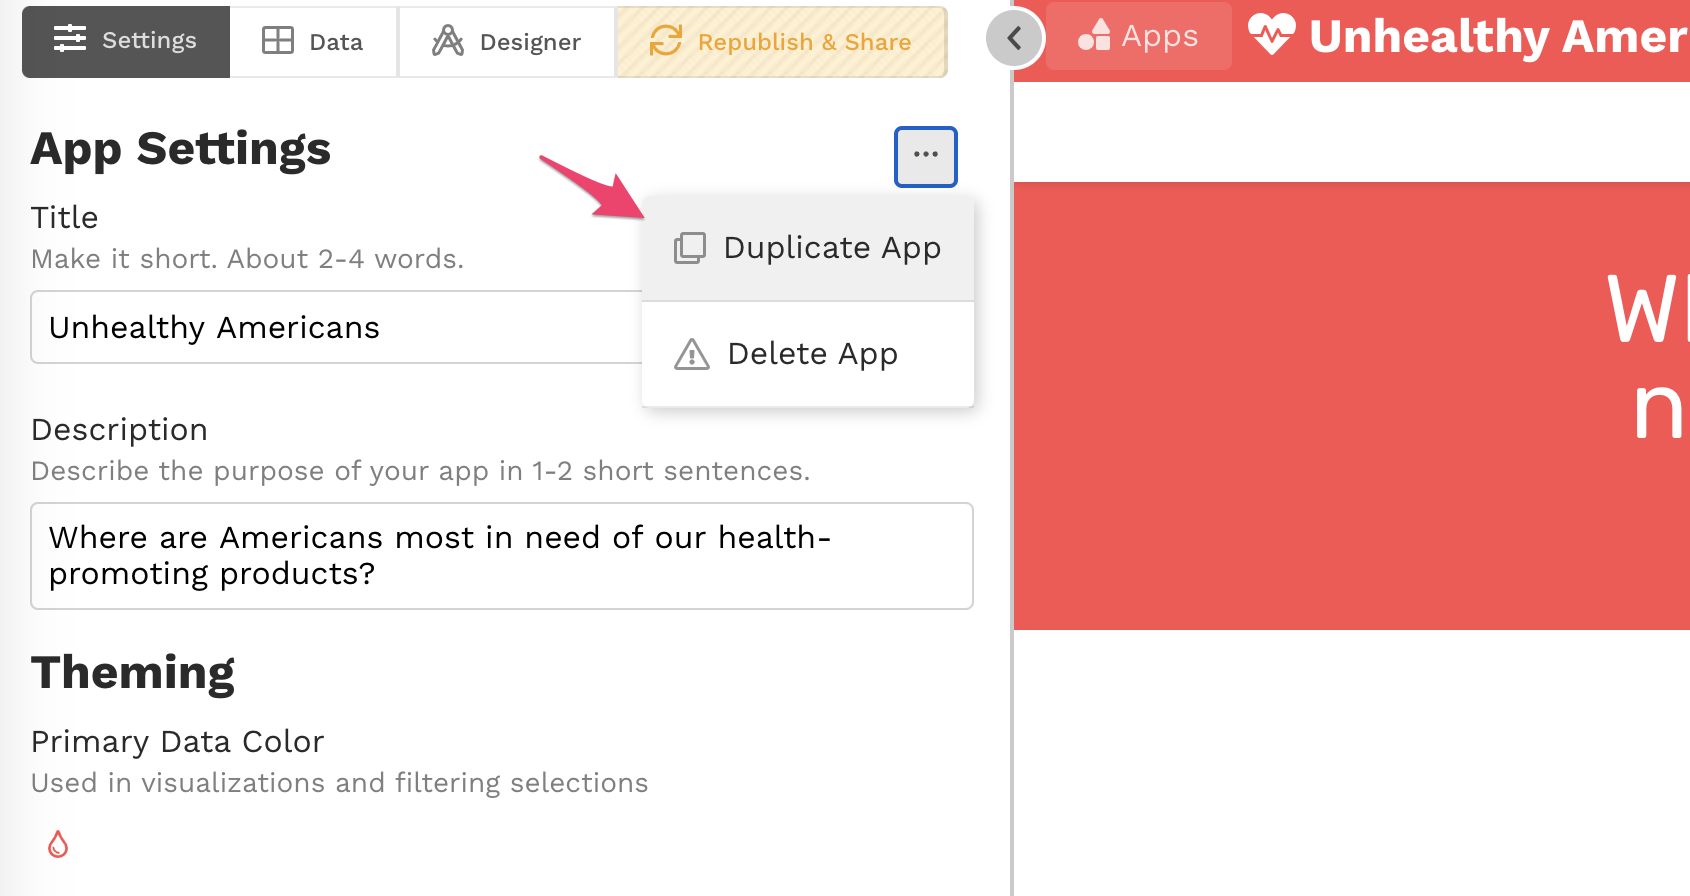 Settings
Data
Designer
Republish & Share
Apps
Unhealthy Amer
App Settings
...
Title
Make it short. About 2-4 words.
Unhealthy Americans
Duplicate App
Delete App
Description
Describe the purpose of your app in 1-2 short sentences.
Where are Americans most in need of our health-
promoting products?
Theming
Primary Data Color
Used in visualizations and filtering selections
n